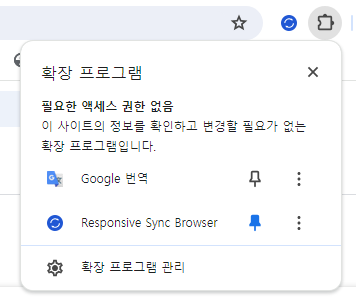 확장 프로그램
필요한 액세스 권한 없음
이 사이트의 정보를 확인하고 변경할 필요가 없는
확장 프로그램입니다.
Google 번역
Responsive Sync Browser
확장 프로그램 관리